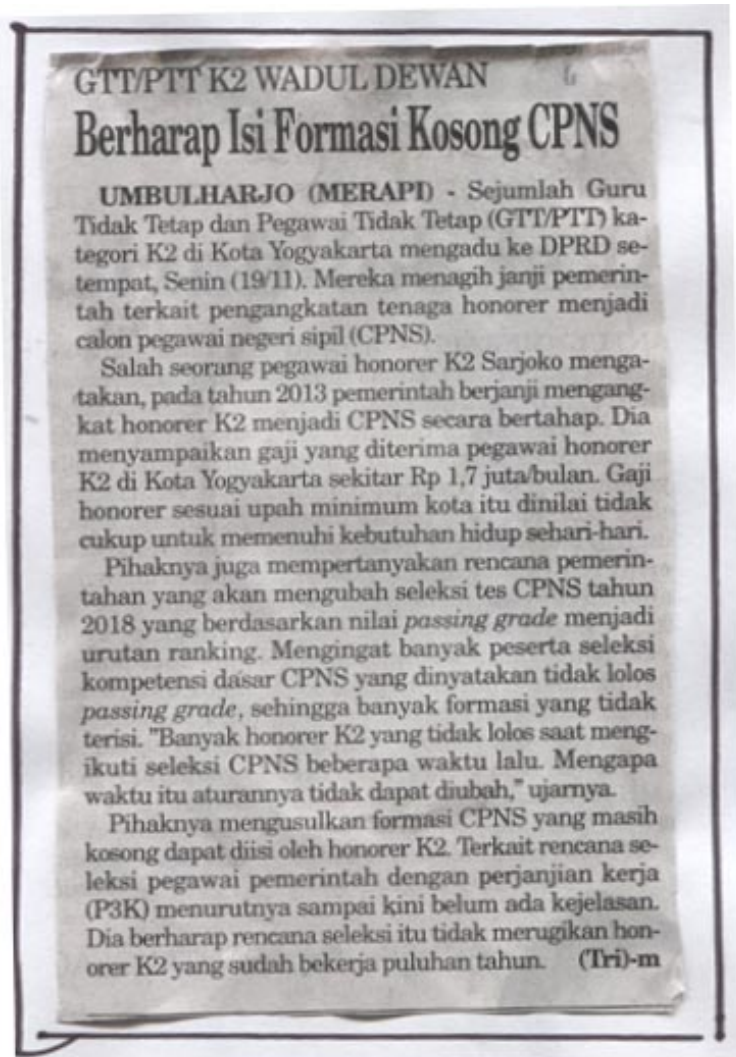 GTT/PTT K2 WADUL DEWAN
Berharap Isi Formasi Kosong CPNS
UMBULHARJO (MERAPI) - Sejumlah Guru
Tidak Tetap dan Pegawai Tidak Tetap (GTT/PTT) ka-
tegori K2 di Kota Yogyakarta mengadu ke DPRD se-
tempat, Senin (19/11). Mereka menagih janji pemerin-
tah terkait pengangkatan tenaga honorer menjadi
calon pegawai negeri sipil (CPNS).
Salah seorang pegawai honorer K2 Sarjoko menga-
takan, pada tahun 2013 pemerintah berjanji mengang-
kat honorer K2 menjadi CPNS secara bertahap. Dia
menyampaikan gaji yang diterima pegawai honorer
K2 di Kota Yogyakarta sekitar Rp 1,7 juta/bulan. Gaji
honorer sesuai upah minimum kota itu dinilai tidak
cukup untuk memenuhi kebutuhan hidup sehari-hari.
Pihaknya juga mempertanyakan rencana pemerin-
tahan yang akan mengubah seleksi tes CPNS tahun
2018 yang berdasarkan nilai passing grade menjadi
urutan ranking. Mengingat banyak peserta seleksi
kompetensi dasar CPNS yang dinyatakan tidak lolos
passing grade, sehingga banyak formasi yang tidak
terisi. "Banyak honorer K2 yang tidak lolos saat meng-
ikuti seleksi CPNS beberapa waktu lalu. Mengapa
waktu itu aturannya tidak dapat diubah," ujarnya.
Pihaknya mengusulkan formasi CPNS yang masih
kosong dapat diisi oleh honorer K2. Terkait rencana se-
leksi pegawai pemerintah dengan perjanjian kerja
(P3K) menurutnya sampai kini belum ada kejelasan.
Dia berharap rencana seleksi itu tidak merugikan hon-
orer K2 yang sudah bekerja puluhan tahun. (Tri)-m